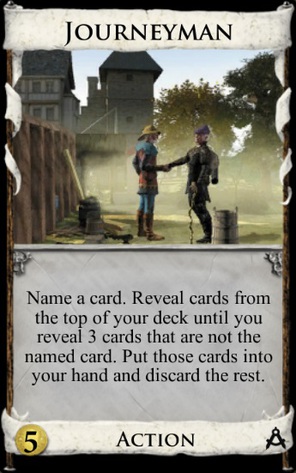 JOURNEYMAN
Name a card. Reveal cards from
the top of your deck until you
reveal 3 cards that are not the
named card. Put those cards into
your hand and discard the rest.
5
ACTION